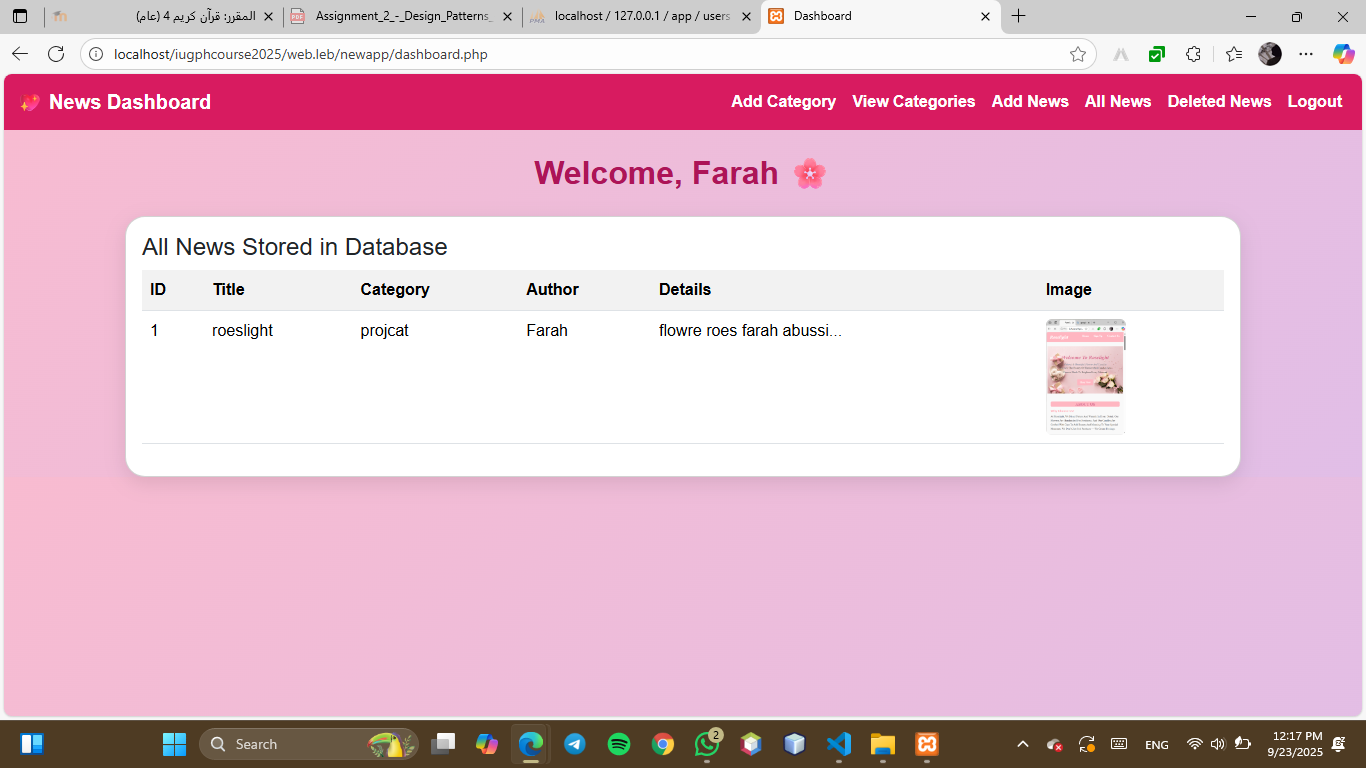 المقرر: قرآن كريم 4 (عام)
Assignment_2_-_Design_Patterns_
localhost / 127.0.0.1 / app / users
Dashboard
localhost/iugphcourse2025/web.leb/newapp/dashboard.php
News Dashboard
Add Category
View Categories
Add News
All News
Deleted News
Logout
Welcome, Farah
All News Stored in Database
ID Title Category Author Details Image
1 roeslight projcat Farah flowre roes farah abussi...
Search
2
ENG
12:17 PM
9/23/2025